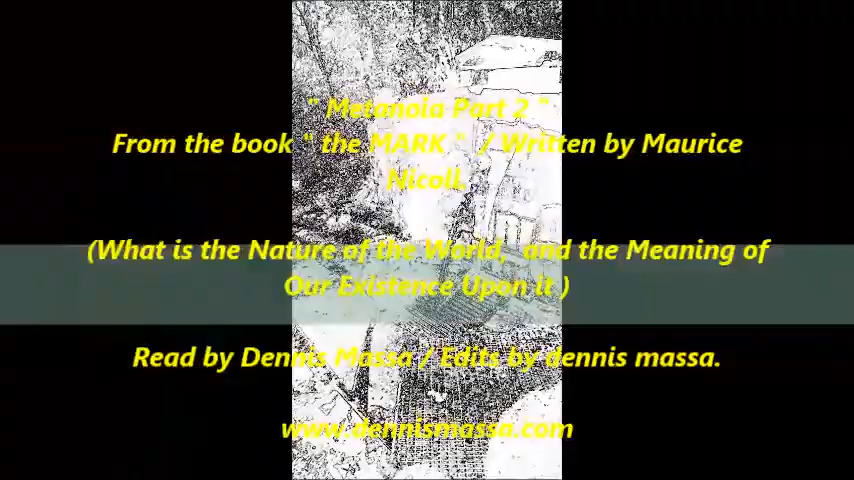 " Metanoia Part 2 "
From the book " the MARK " / Written by Maurice
Nicoll,
(What is the Nature of the World, and the Meaning of
Our Existence Upon it )
Read by Dennis Massa / Edits by dennis massa.
www.dennismassa.com